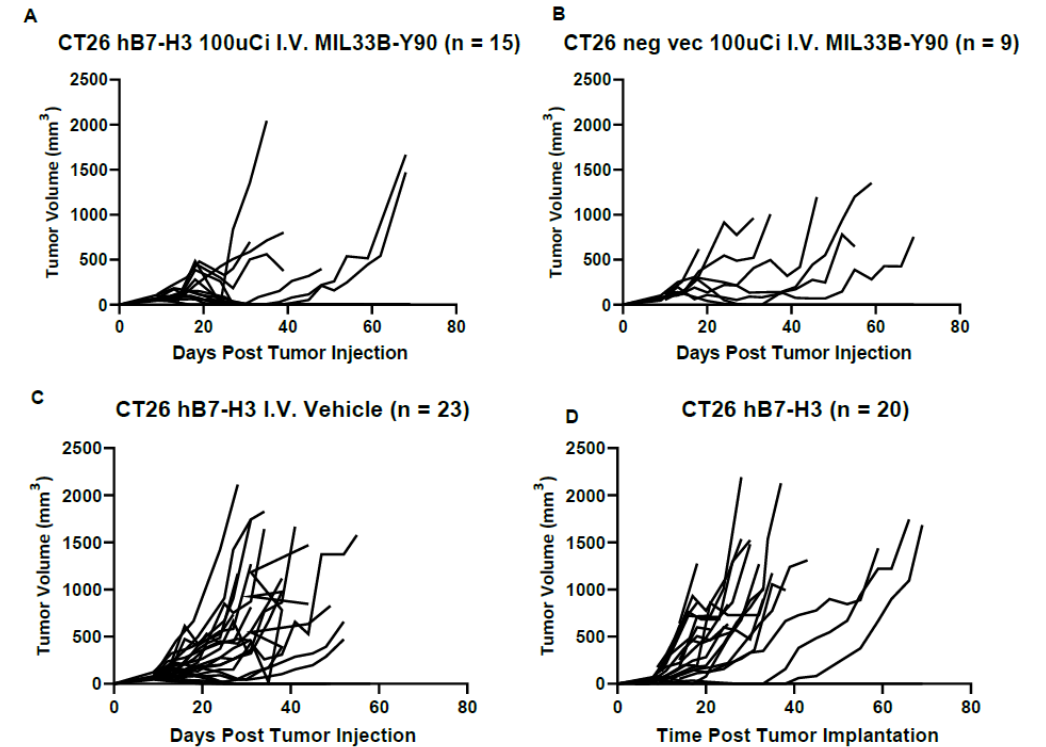 A
CT26 hB7-H3 100uCi I.V. MIL33B-Y90 (n = 15)
2500
2000
1500
1000
500
0
Tumor Volume (mm³)
0 20 40 60 80
Days Post Tumor Injection
B
CT26 neg vec 100uCi I.V. MIL33B-Y90 (n = 9)
2500
2000
1500
1000
500
0
Tumor Volume (mm³)
0 20 40 60 80
Days Post Tumor Injection
C
CT26 hB7-H3 I.V. Vehicle (n = 23)
2500
2000
1500
1000
500
0
Tumor Volume (mm³)
0 20 40 60 80
Days Post Tumor Injection
D
CT26 hB7-H3 (n = 20)
2500
2000
1500
1000
500
0
Tumor Volume (mm³)
0 20 40 60 80
Time Post Tumor Implantation